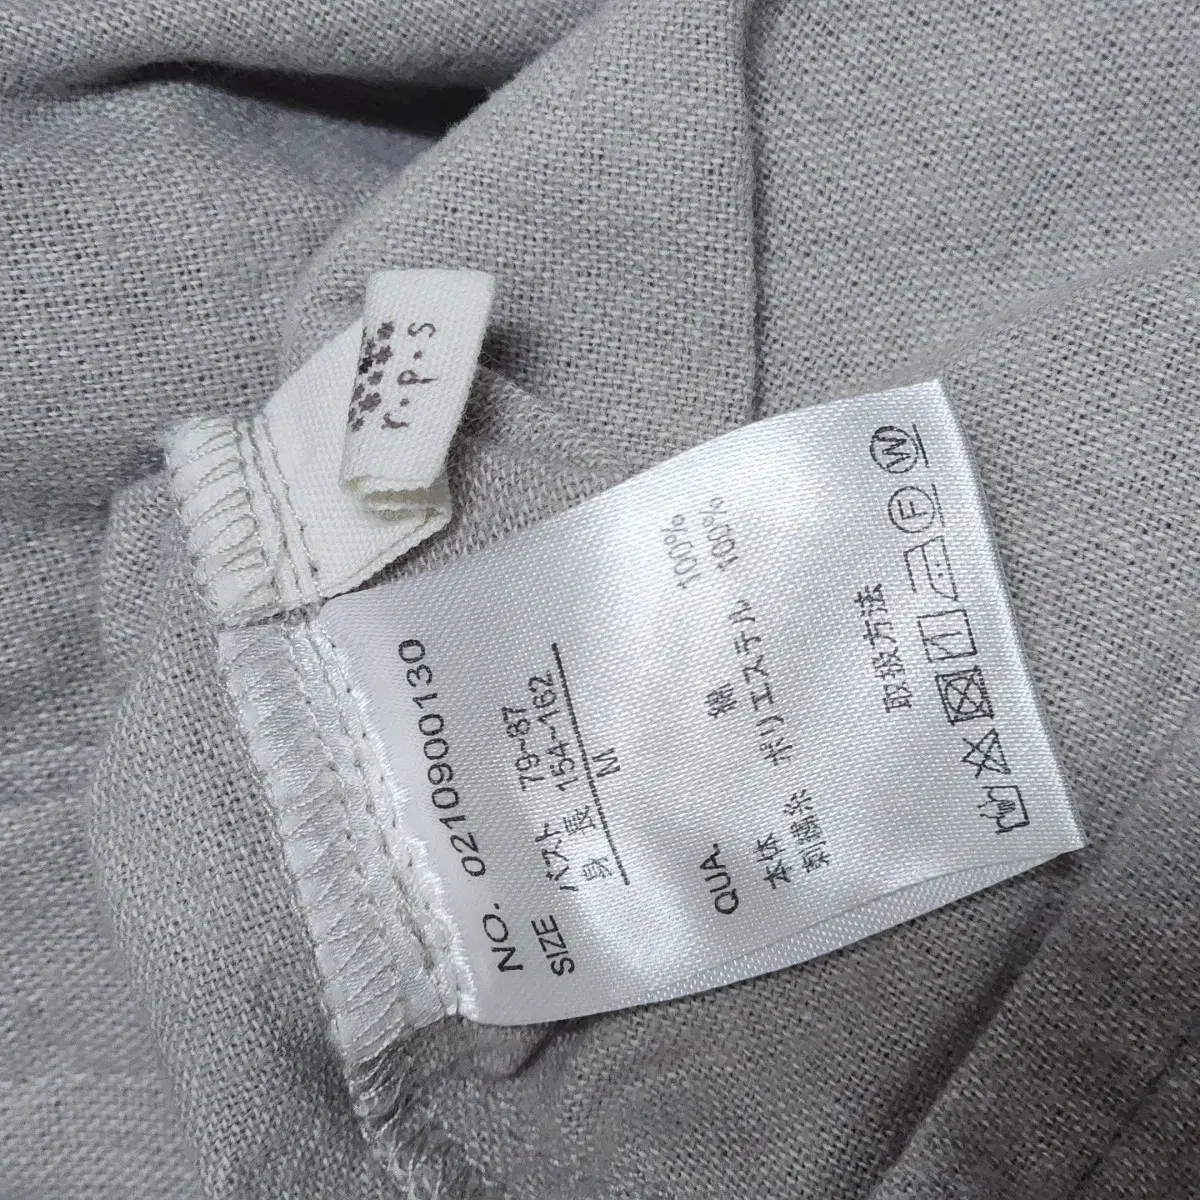 r・p・s
NO. 0210900130
SIZE バスト 79-87
身 長 154-162
M
QUA.
本体 綿 100%
刺繍糸 ポリエステル 100%
取扱方法
F W